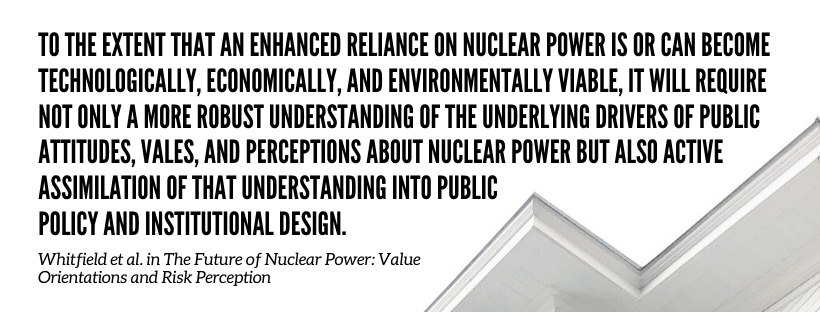 TO THE EXTENT THAT AN ENHANCED RELIANCE ON NUCLEAR POWER IS OR CAN BECOME
TECHNOLOGICALLY, ECONOMICALLY, AND ENVIRONMENTALLY VIABLE, IT WILL REQUIRE
NOT ONLY A MORE ROBUST UNDERSTANDING OF THE UNDERLYING DRIVERS OF PUBLIC
ATTITUDES, VALES, AND PERCEPTIONS ABOUT NUCLEAR POWER BUT ALSO ACTIVE
ASSIMILATION OF THAT UNDERSTANDING INTO PUBLIC
POLICY AND INSTITUTIONAL DESIGN.
Whitfield et al. in The Future of Nuclear Power: Value
Orientations and Risk Perception